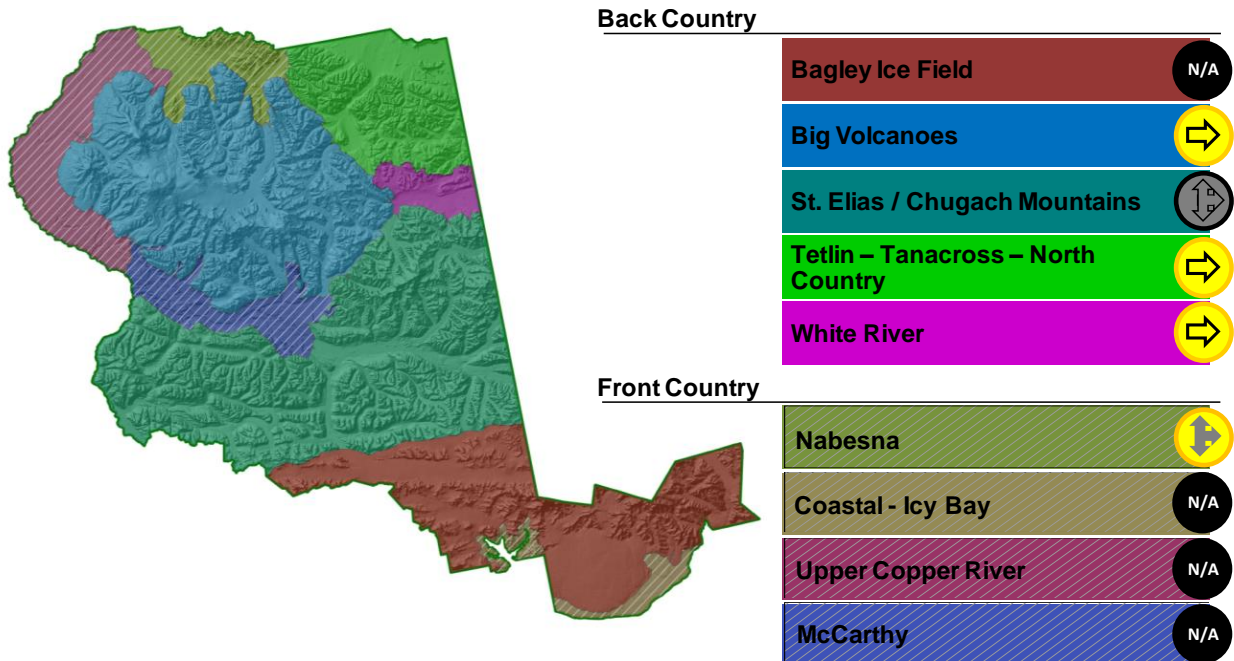 Back Country
Bagley Ice Field
N/A
Big Volcanoes
St. Elias / Chugach Mountains
Tetlin – Tanacross – North
Country
White River
Front Country
Nabesna
Coastal - Icy Bay
N/A
Upper Copper River
N/A
McCarthy
N/A